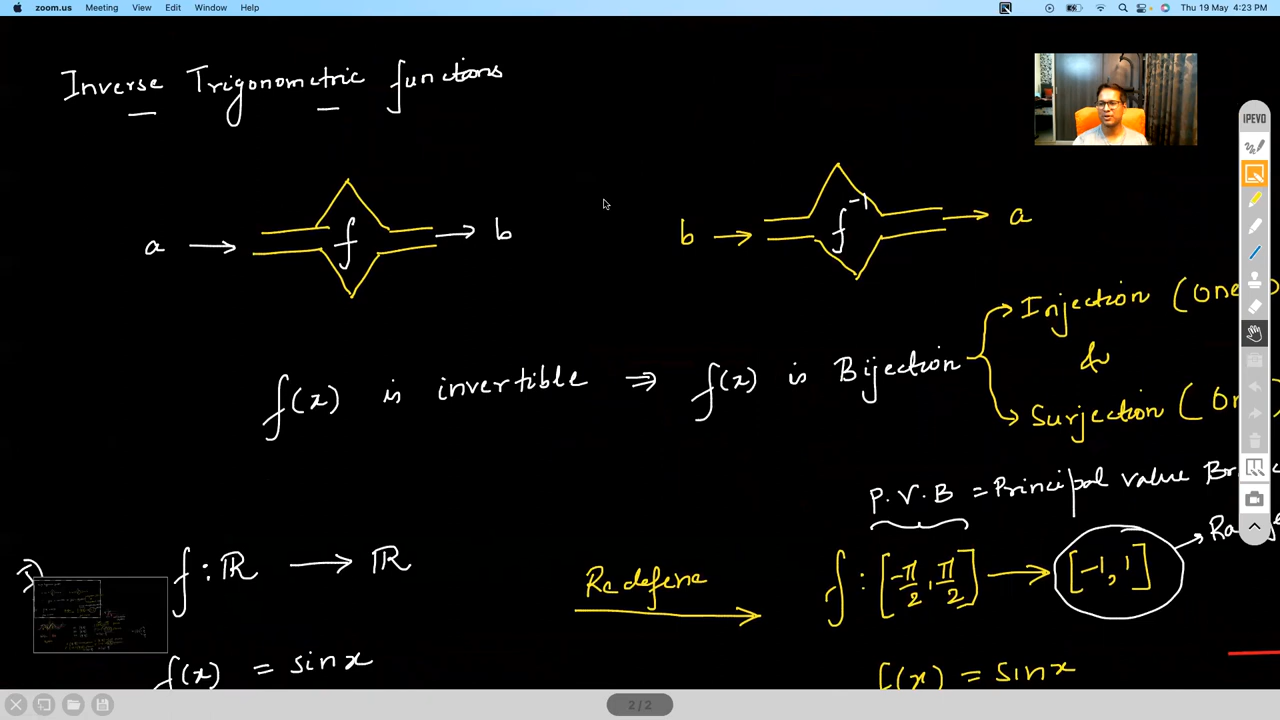 zoom.us Meeting View Edit Window Help Thu 19 May 4:23 PM
Inverse Trigonometric functions
IPEVO
a → f → b
b → f⁻¹ → a
f(x) is invertible ⇒ f(x) is Bijection
Injection (One
&
Surjection (On
P.V.B = Principal value Br
f : ℝ → ℝ
Redefine
f : [-π/2, π/2] → [-1, 1]
f(x) = sin x
f(x) = sin x
2 / 2